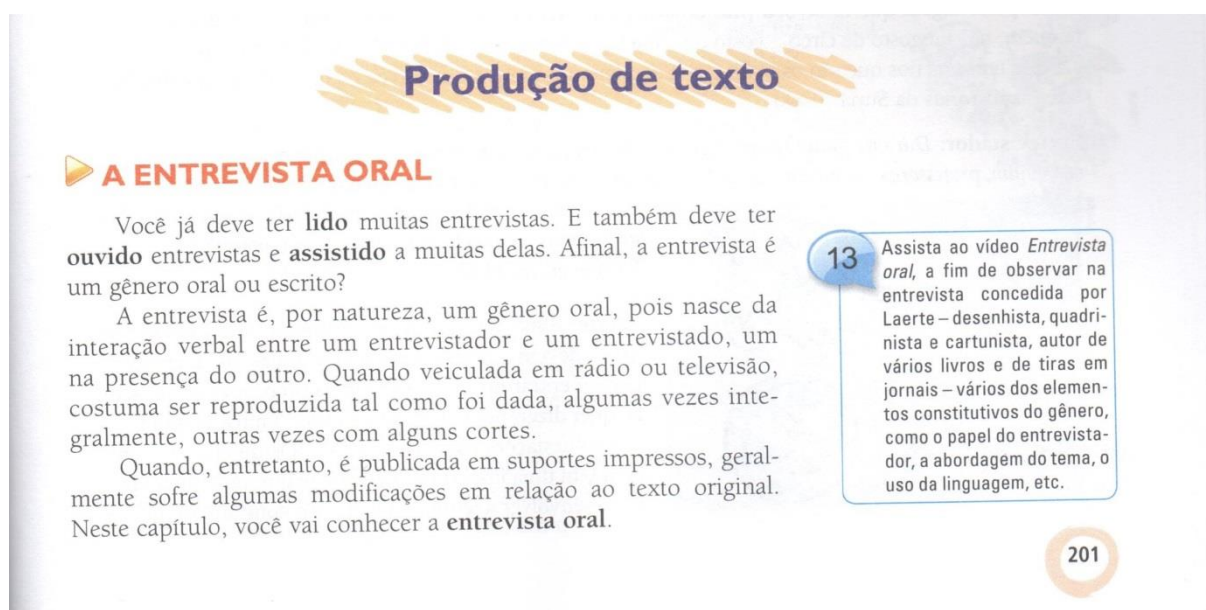 Produção de texto
A ENTREVISTA ORAL
Você já deve ter lido muitas entrevistas. E também deve ter
ouvido entrevistas e assistido a muitas delas. Afinal, a entrevista é
um gênero oral ou escrito?
A entrevista é, por natureza, um gênero oral, pois nasce da
interação verbal entre um entrevistador e um entrevistado, um
na presença do outro. Quando veiculada em rádio ou televisão,
costuma ser reproduzida tal como foi dada, algumas vezes inte-
gralmente, outras vezes com alguns cortes.
Quando, entretanto, é publicada em suportes impressos, geral-
mente sofre algumas modificações em relação ao texto original.
Neste capítulo, você vai conhecer a entrevista oral.
13
Assista ao vídeo Entrevista
oral, a fim de observar na
entrevista concedida por
Laerte – desenhista, quadri-
nista e cartunista, autor de
vários livros e de tiras em
jornais – vários dos elemen-
tos constitutivos do gênero,
como o papel do entrevista-
dor, a abordagem do tema, o
uso da linguagem, etc.
201